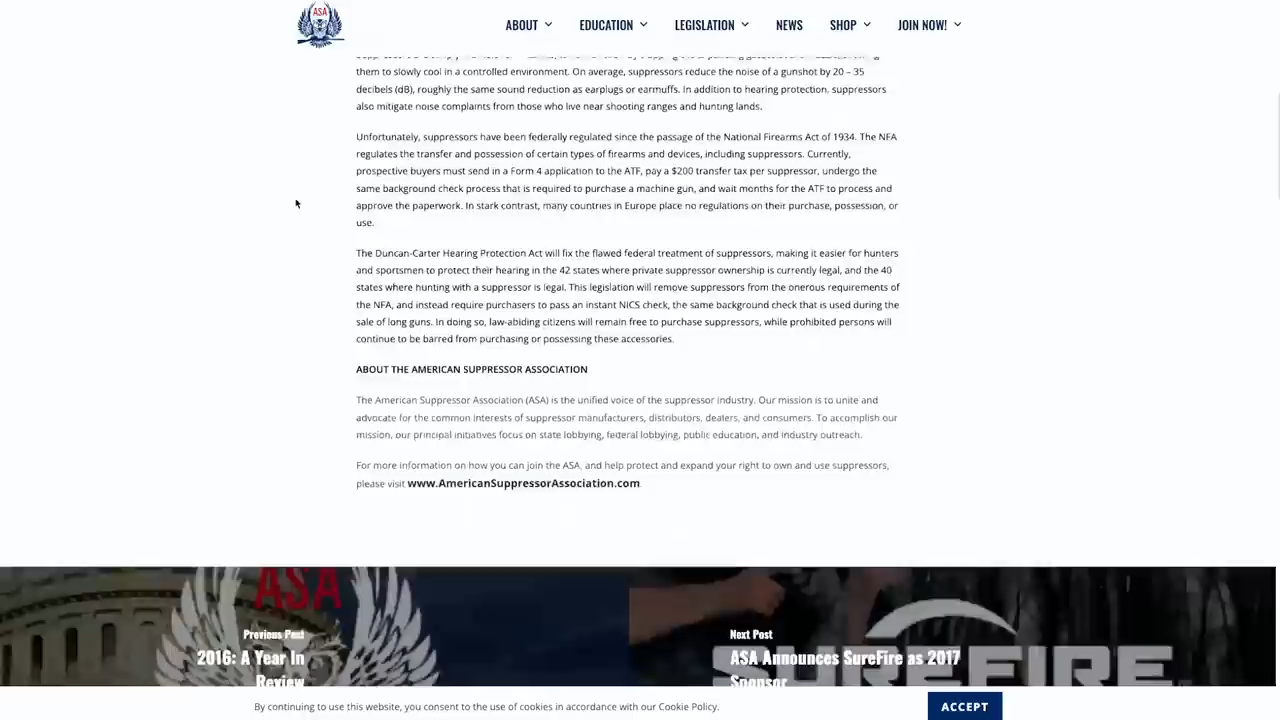 ASA
ABOUT
EDUCATION
LEGISLATION
NEWS
SHOP
JOIN NOW!
them to slowly cool in a controlled environment. On average, suppressors reduce the noise of a gunshot by 20 – 35
decibels (dB), roughly the same sound reduction as earplugs or earmuffs. In addition to hearing protection, suppressors
also mitigate noise complaints from those who live near shooting ranges and hunting lands.
Unfortunately, suppressors have been federally regulated since the passage of the National Firearms Act of 1934. The NFA
regulates the transfer and possession of certain types of firearms and devices, including suppressors. Currently,
prospective buyers must send in a Form 4 application to the ATF, pay a $200 transfer tax per suppressor, undergo the
same background check process that is required to purchase a machine gun, and wait months for the ATF to process and
approve the paperwork. In stark contrast, many countries in Europe place no regulations on their purchase, possession, or
use.
The Duncan-Carter Hearing Protection Act will fix the flawed federal treatment of suppressors, making it easier for hunters
and sportsmen to protect their hearing in the 42 states where private suppressor ownership is currently legal, and the 40
states where hunting with a suppressor is legal. This legislation will remove suppressors from the onerous requirements of
the NFA, and instead require purchasers to pass an instant NICS check, the same background check that is used during the
sale of long guns. In doing so, law-abiding citizens will remain free to purchase suppressors, while prohibited persons will
continue to be barred from purchasing or possessing these accessories.
ABOUT THE AMERICAN SUPPRESSOR ASSOCIATION
The American Suppressor Association (ASA) is the unified voice of the suppressor industry. Our mission is to unite and
advocate for the common interests of suppressor manufacturers, distributors, dealers, and consumers. To accomplish our
mission, our principal initiatives focus on state lobbying, federal lobbying, public education, and industry outreach.
For more information on how you can join the ASA, and help protect and expand your right to own and use suppressors,
please visit www.AmericanSuppressorAssociation.com
ASA
Previous Post
2016: A Year In
Review
SUREFIRE
Next Post
ASA Announces SureFire as 2017
Sponsor
By continuing to use this website, you consent to the use of cookies in accordance with our Cookie Policy.
ACCEPT